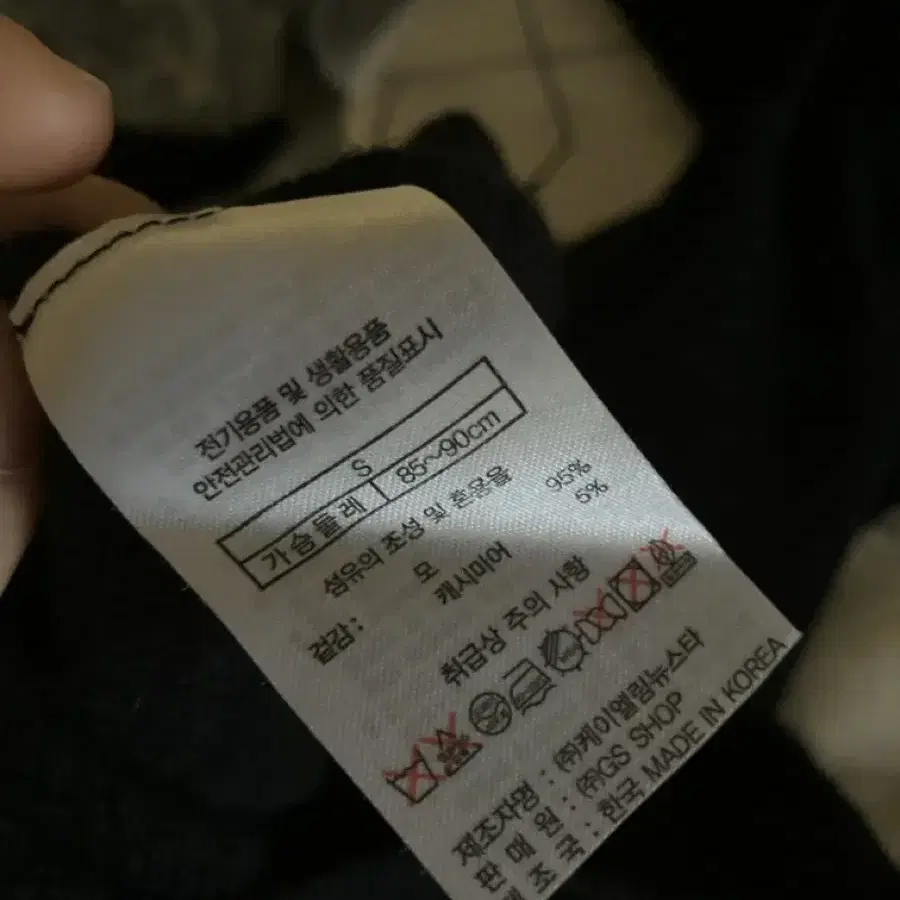 전기용품 및 생활용품
안전관리법에 의한 품질표시
S
가슴둘레 85~90cm
섬유의 조성 및 혼용율
겉감: 모 95%
캐시미어 5%
취급상 주의 사항
제조자명 : ㈜케이엘림뉴스타
판매원 : ㈜GS SHOP
제조국 : 한국 MADE IN KOREA